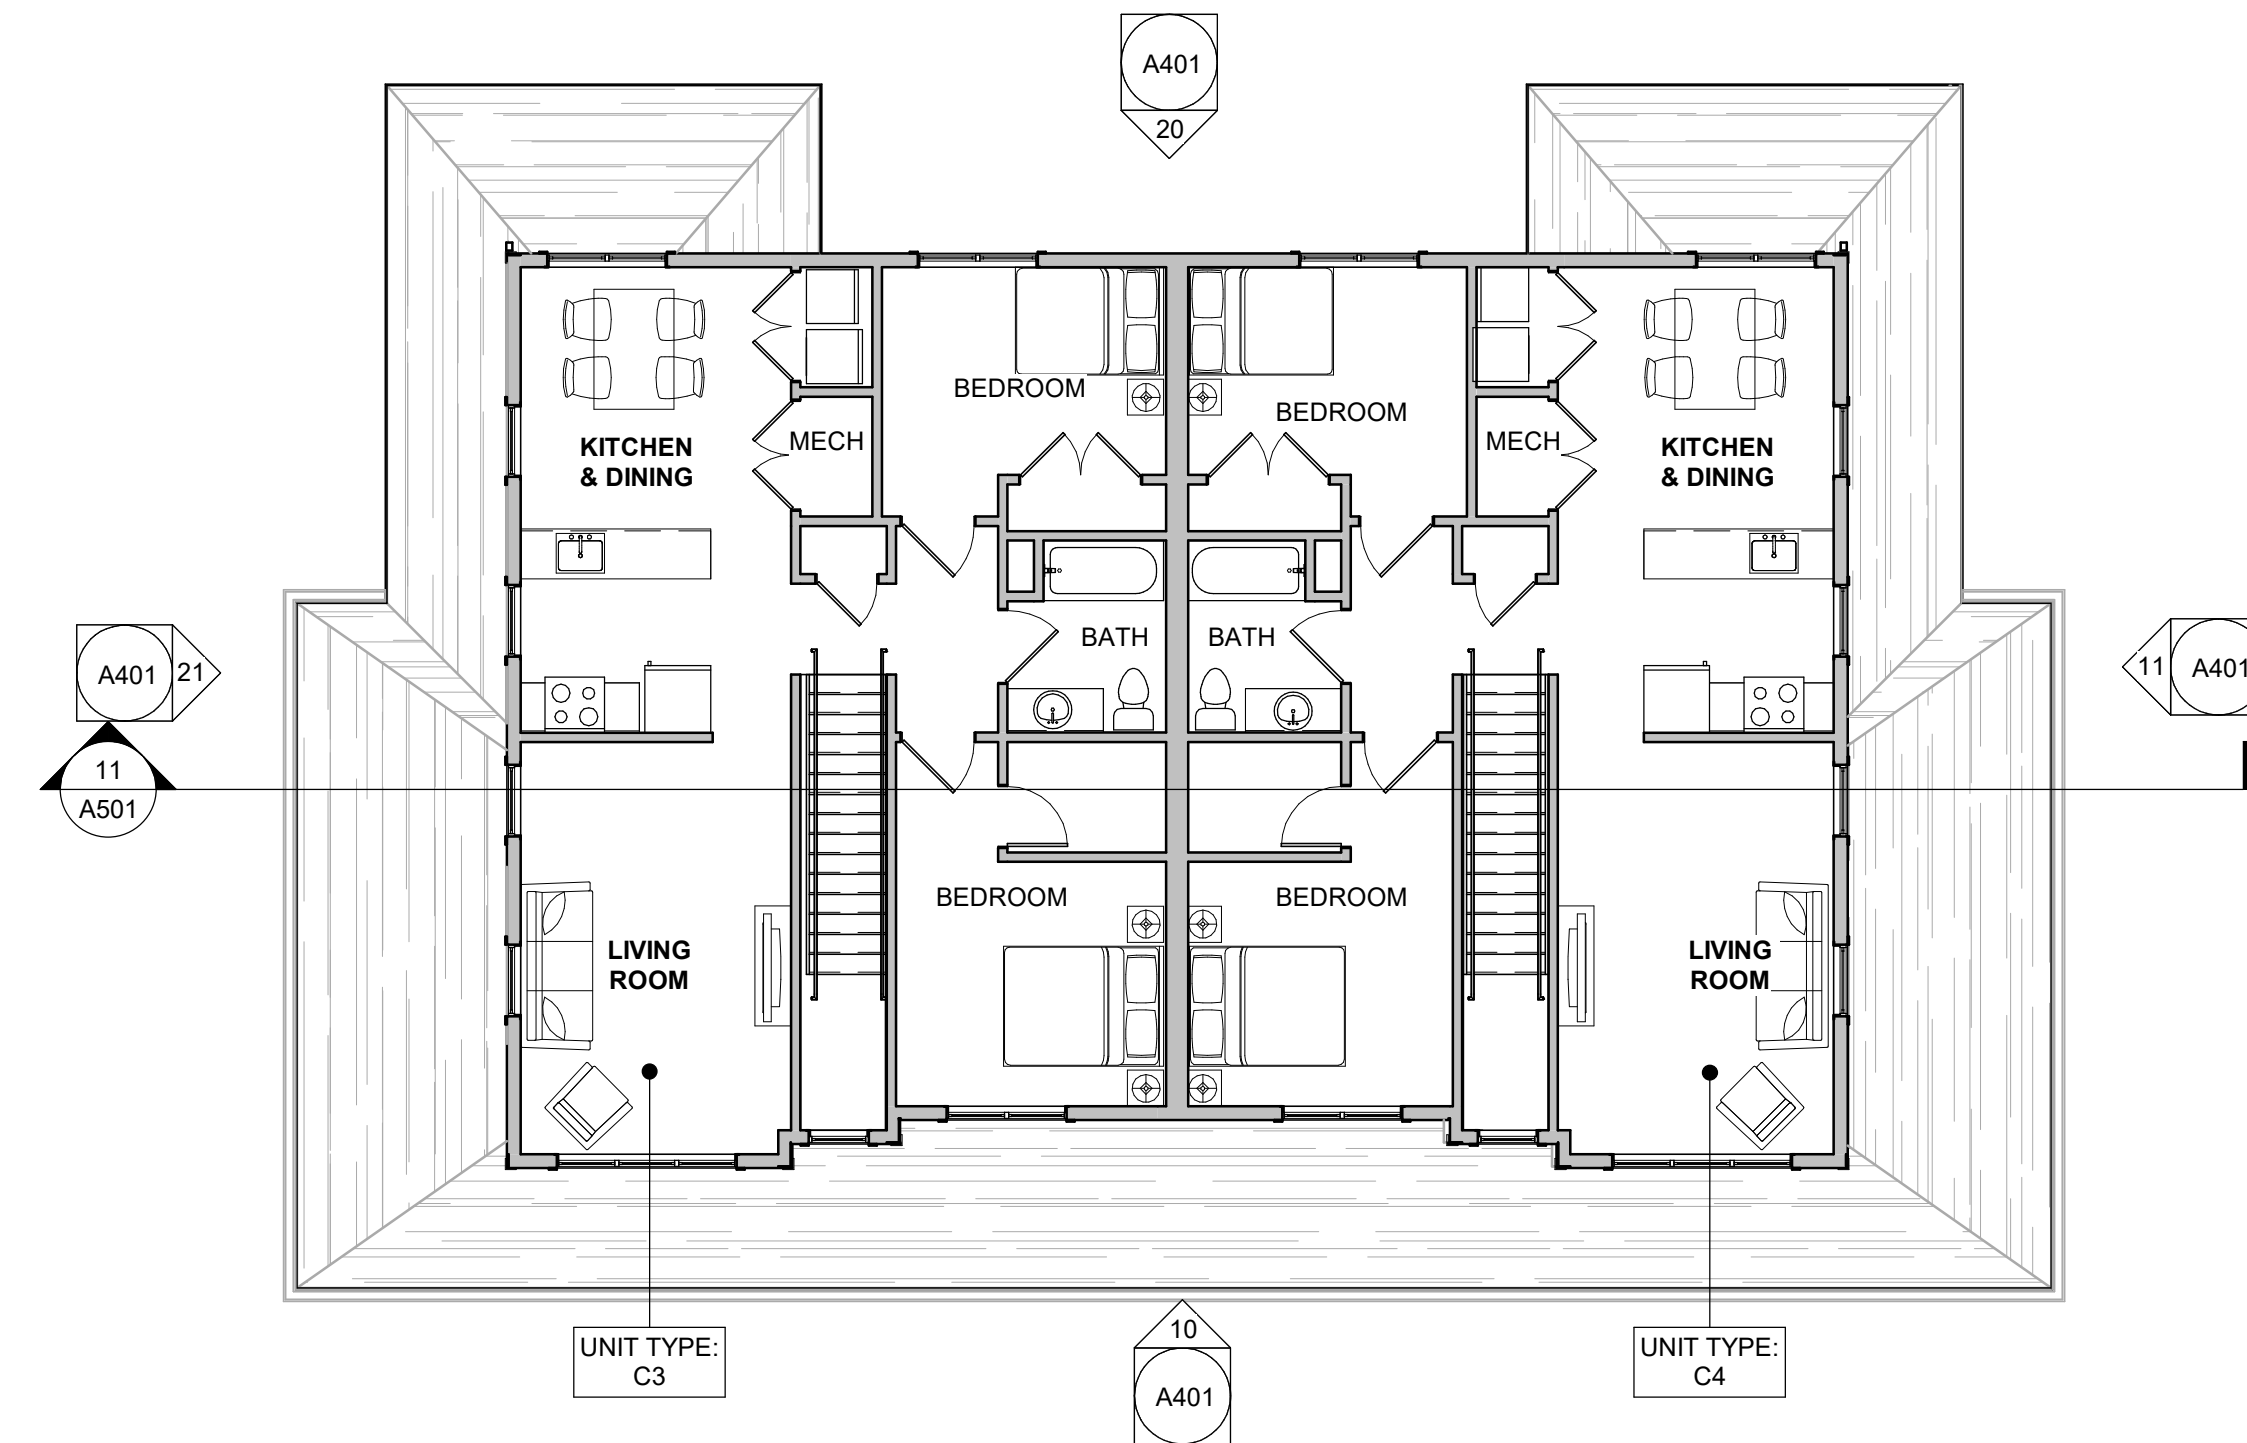 A401
20
BEDROOM
BEDROOM
MECH
MECH
KITCHEN
& DINING
KITCHEN
& DINING
BATH
BATH
A401
21
11
A401
11
A501
BEDROOM
BEDROOM
LIVING
ROOM
LIVING
ROOM
10
A401
UNIT TYPE:
C3
UNIT TYPE:
C4